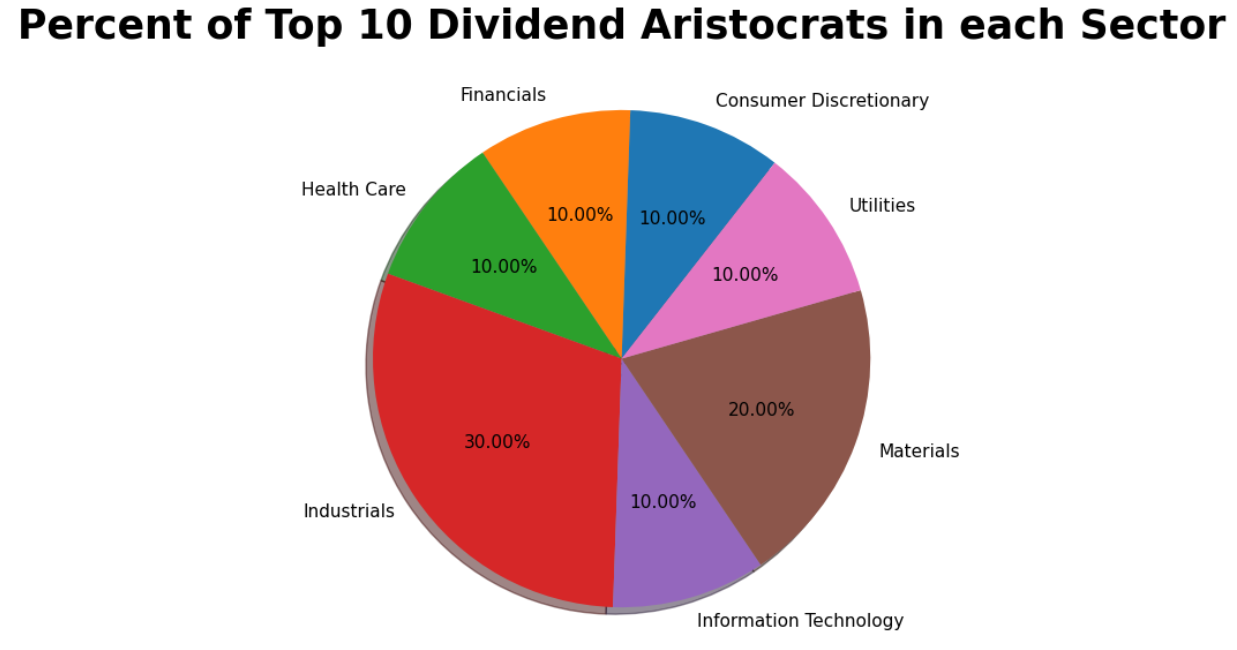 Percent of Top 10 Dividend Aristocrats in each Sector
Financials
Consumer Discretionary
Health Care
Utilities
10.00%
10.00%
10.00%
10.00%
20.00%
30.00%
Materials
10.00%
Industrials
Information Technology